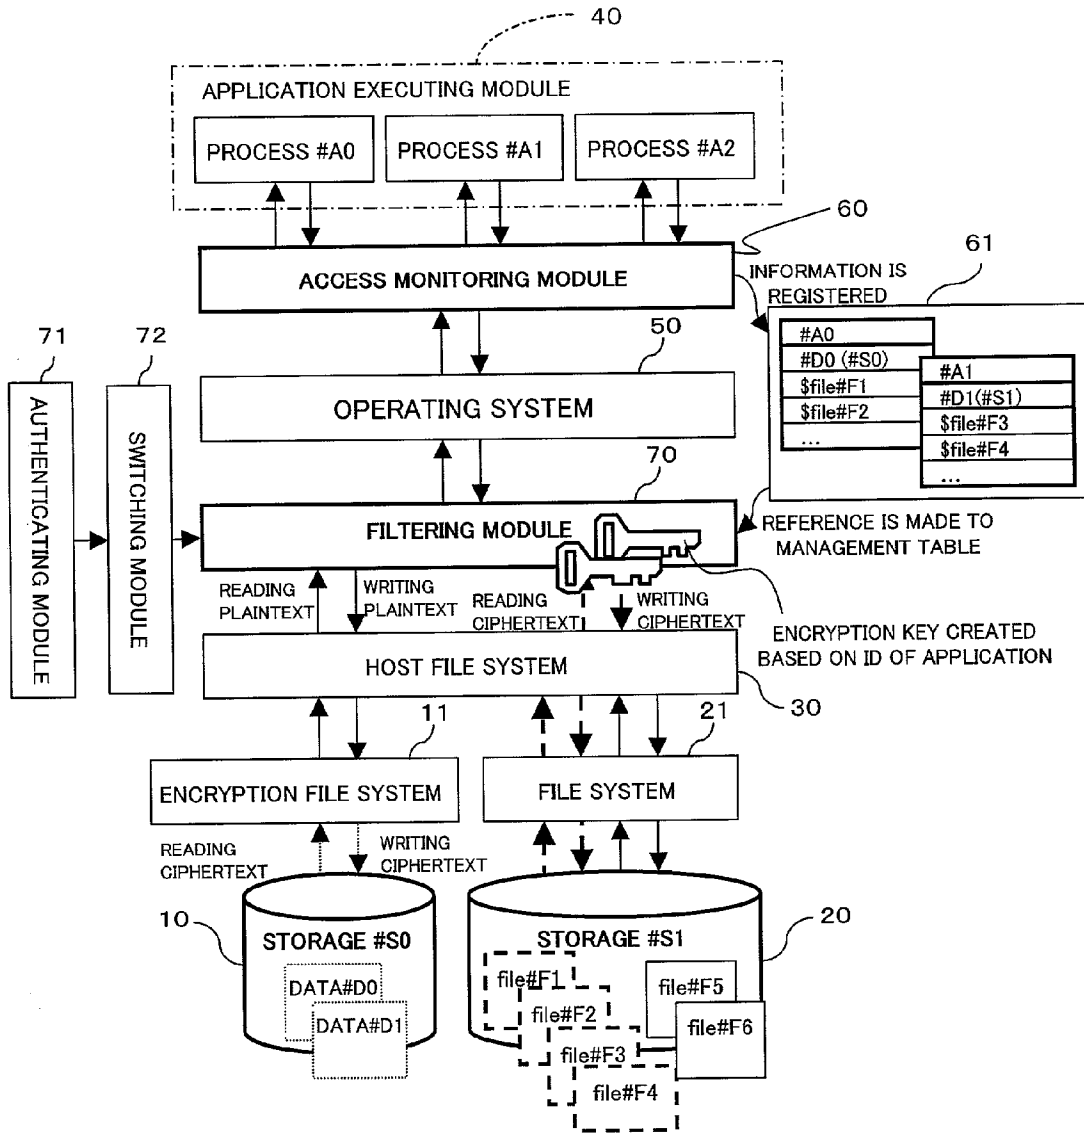 40
APPLICATION EXECUTING MODULE
PROCESS #A0
PROCESS #A1
PROCESS #A2
60
ACCESS MONITORING MODULE
INFORMATION IS
REGISTERED
61
#A0
#D0 (#S0)
$file#F1
$file#F2
...
#A1
#D1(#S1)
$file#F3
$file#F4
...
71
72
50
AUTHENTICATING MODULE
SWITCHING MODULE
OPERATING SYSTEM
70
FILTERING MODULE
REFERENCE IS MADE TO
MANAGEMENT TABLE
READING
PLAINTEXT
WRITING
PLAINTEXT
READING
CIPHERTEXT
WRITING
CIPHERTEXT
ENCRYPTION KEY CREATED
BASED ON ID OF APPLICATION
HOST FILE SYSTEM
30
11
21
ENCRYPTION FILE SYSTEM
FILE SYSTEM
READING
CIPHERTEXT
WRITING
CIPHERTEXT
10
STORAGE #S0
DATA#D0
DATA#D1
20
STORAGE #S1
file#F1
file#F2
file#F3
file#F4
file#F5
file#F6